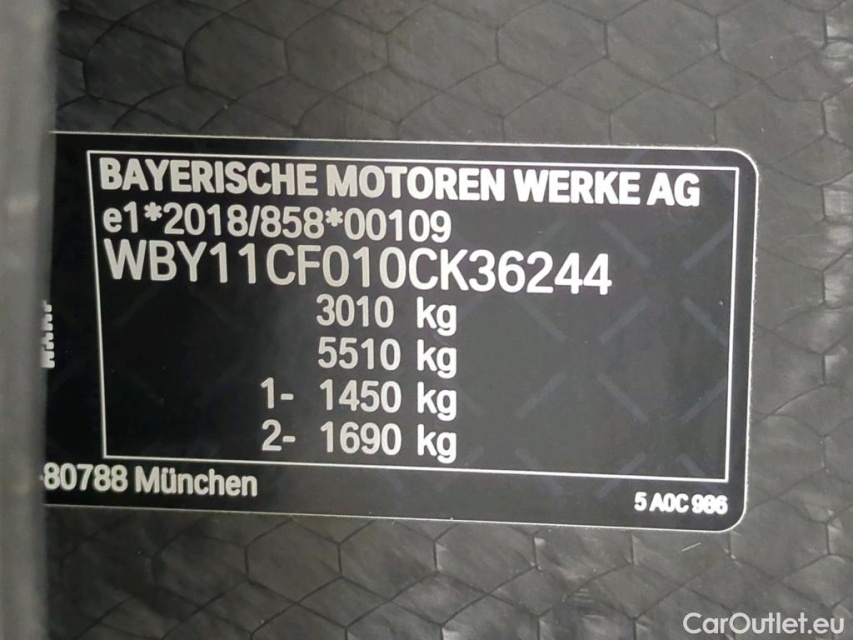 BAYERISCHE MOTOREN WERKE AG
e1*2018/858*00109
WBY11CF010CK36244
3010 kg
5510 kg
1- 1450 kg
2- 1690 kg
80788 München
5 A0C 986
CarOutlet.eu